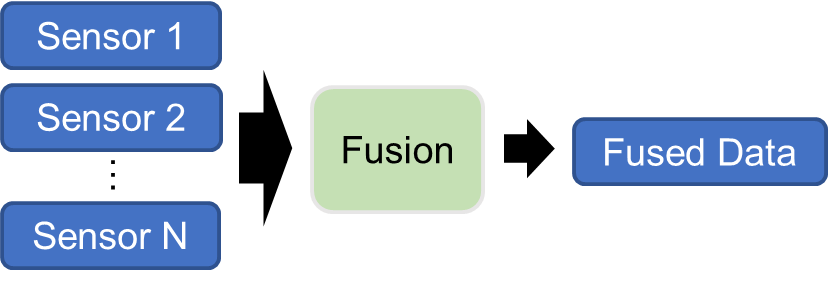 Sensor 1
Sensor 2
⋮
Sensor N
Fusion
Fused Data